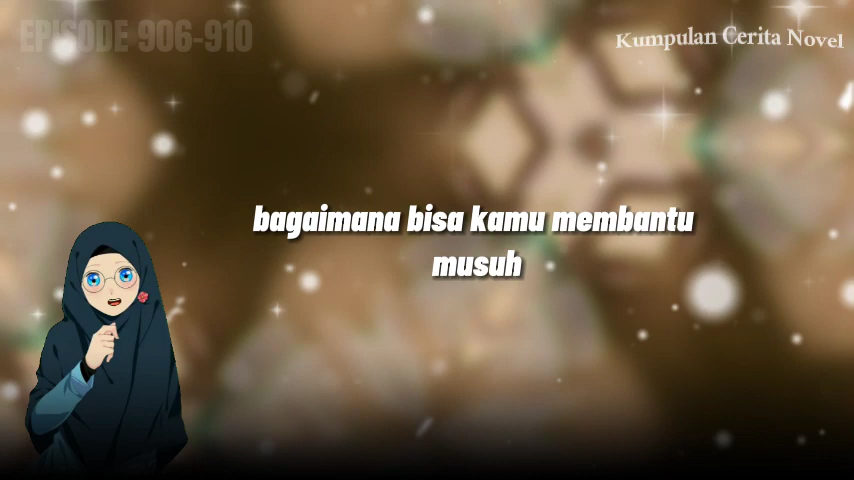 EPISODE 906-910
Kumpulan Cerita Novel
bagaimana bisa kamu membantu
musuh